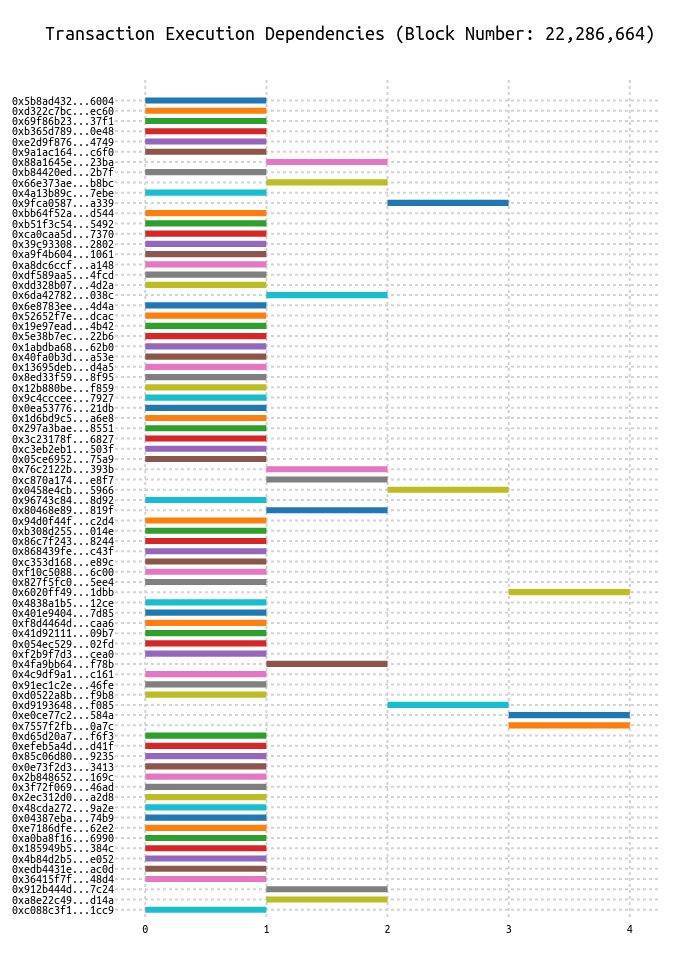 Transaction Execution Dependencies (Block Number: 22,286,664)
0x5b8ad432...6004
0xd322c7bc...ec60
0x69f86b23...37f1
0xb365d789...0e48
0xe2d9f876...4749
0x9a1ac164...c6f0
0x88a1645e...23ba
0xb84420ed...2b7f
0x66e373ae...b8bc
0x4a13b89c...7ebe
0x9fca0587...a339
0xbb64f52a...d544
0xb51f3c54...5492
0xca0caa5d...7370
0x39c93308...2802
0xa9f4b604...1061
0xa8dc6ccf...a148
0xdf589aa5...4fcd
0xdd328b07...4d2a
0x6da42782...038c
0x6e8783ee...4d4a
0x52652f7e...dcac
0x19e97ead...4b42
0x5e38b7ec...22b6
0x1abdba68...62b0
0x40fa0b3d...a53e
0x13695deb...d4a5
0x8ed33f59...8f95
0x12b880be...f859
0x9c4cccee...7927
0x0ea53776...21db
0x1d6bd9c5...a6e8
0x297a3bae...8551
0x3c23178f...6827
0xc3eb2eb1...503f
0x05ce6952...75a9
0x76c2122b...393b
0xc870a174...e8f7
0x0458e4cb...5966
0x96743c84...8d92
0x80468e89...819f
0x94d0f44f...c2d4
0xb308d255...014e
0x86c7f243...8244
0x868439fe...c43f
0xc353d168...e89c
0xf10c5088...6c00
0x827f5fc0...5ee4
0x6020ff49...1dbb
0x4838a1b5...12ce
0x401e9404...7d85
0xf8d4464d...caa6
0x41d92111...09b7
0x054ec529...02fd
0xf2b9f7d3...cea0
0x4fa9bb64...f78b
0x4c9df9a1...c161
0x91ec1c2e...46fe
0xd0522a8b...f9b8
0xd9193648...f085
0xe0ce77c2...584a
0x7557f2fb...0a7c
0xd65d20a7...f6f3
0xefeb5a4d...d41f
0x85c06d80...9235
0x0e73f2d3...3413
0x2b848652...169c
0x3f72f069...46ad
0x2ec312d0...a2d8
0x48cda272...9a2e
0x04387eba...74b9
0xe7186dfe...62e2
0xa0ba8f16...6990
0x185949b5...384c
0x4b84d2b5...e052
0xedb4431e...ac0d
0x36415f7f...48d4
0x912b444d...7c24
0xa8e22c49...d14a
0xc088c3f1...1cc9
0 1 2 3 4